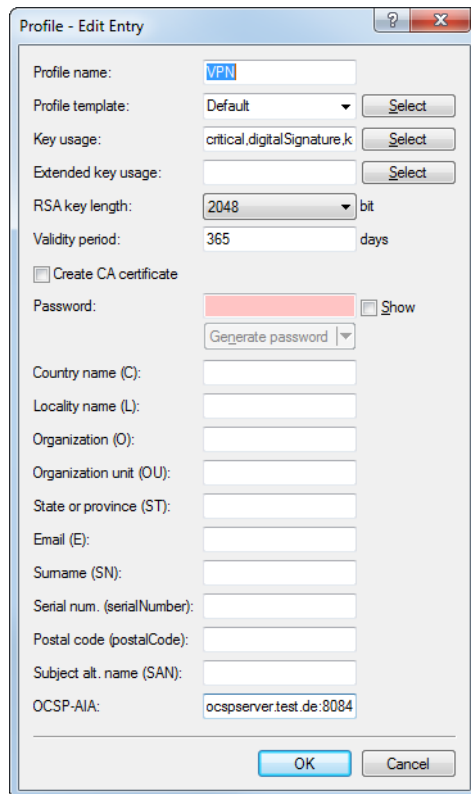 Profile - Edit Entry
Profile name: VPN
Profile template: Default Select
Key usage: critical,digitalSignature,k Select
Extended key usage: Select
RSA key length: 2048 bit
Validity period: 365 days
Create CA certificate
Password: Show
Generate password
Country name (C):
Locality name (L):
Organization (O):
Organization unit (OU):
State or province (ST):
Email (E):
Surname (SN):
Serial num. (serialNumber):
Postal code (postalCode):
Subject alt. name (SAN):
OCSP-AIA: ocspserver.test.de:8084
OK Cancel